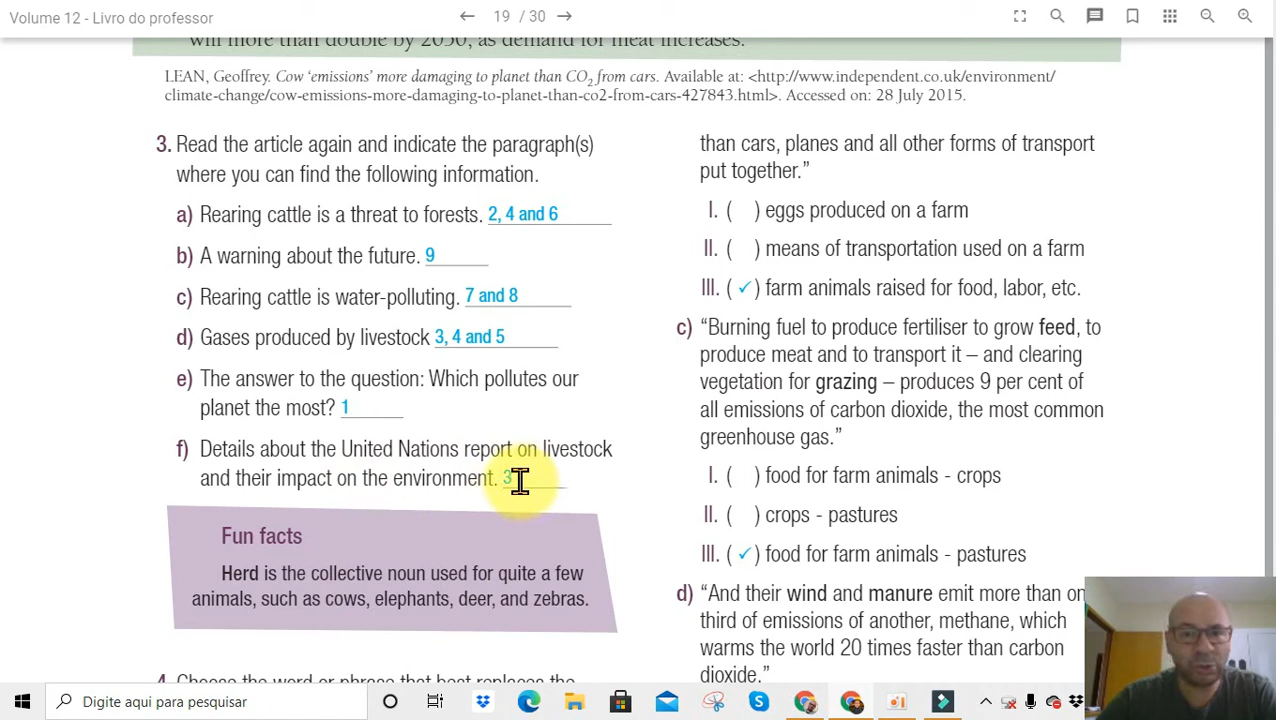 Volume 12 - Livro do professor
19 / 30
will more than double by 2050, as demand for meat increases.
LEAN, Geoffrey. Cow ‘emissions’ more damaging to planet than CO2 from cars. Available at: <http://www.independent.co.uk/environment/
climate-change/cow-emissions-more-damaging-to-planet-than-co2-from-cars-427843.html>. Accessed on: 28 July 2015.
3. Read the article again and indicate the paragraph(s)
where you can find the following information.
a) Rearing cattle is a threat to forests. 2, 4 and 6
b) A warning about the future. 9
c) Rearing cattle is water-polluting. 7 and 8
d) Gases produced by livestock 3, 4 and 5
e) The answer to the question: Which pollutes our
planet the most? 1
f) Details about the United Nations report on livestock
and their impact on the environment. 3
Fun facts
Herd is the collective noun used for quite a few
animals, such as cows, elephants, deer, and zebras.
4. Choose the word or phrase that best replaces the
than cars, planes and all other forms of transport
put together.”
I. ( ) eggs produced on a farm
II. ( ) means of transportation used on a farm
III. ( ✓ ) farm animals raised for food, labor, etc.
c) “Burning fuel to produce fertiliser to grow feed, to
produce meat and to transport it – and clearing
vegetation for grazing – produces 9 per cent of
all emissions of carbon dioxide, the most common
greenhouse gas.”
I. ( ) food for farm animals - crops
II. ( ) crops - pastures
III. ( ✓ ) food for farm animals - pastures
d) “And their wind and manure emit more than on
third of emissions of another, methane, which
warms the world 20 times faster than carbon
dioxide.”
Digite aqui para pesquisar